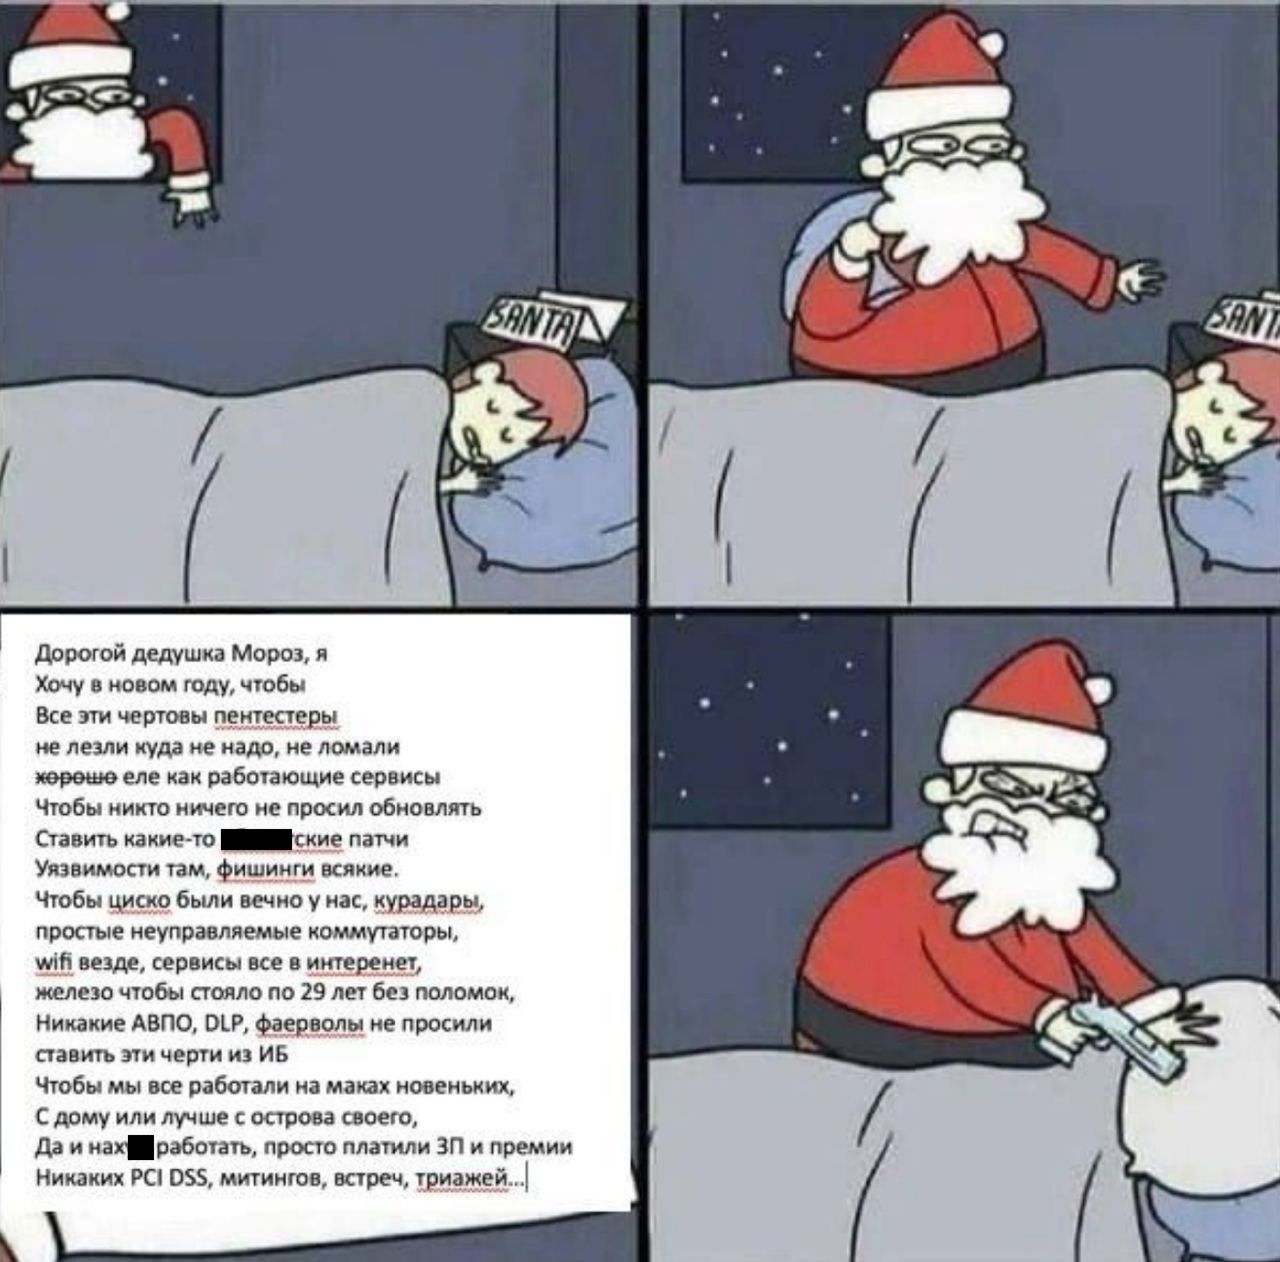 SANTA
SANT
Дорогой дедушка Мороз, я
Хочу в новом году, чтобы
Все эти чертовы пентестеры
не лезли куда не надо, не ломали
хорошо еле как работающие сервисы
Чтобы никто ничего не просил обновлять
Ставить какие-то ские патчи
Уязвимости там, фишинги всякие.
Чтобы циско были вечно у нас, курадары,
простые неуправляемые коммутаторы,
wifi везде, сервисы все в интеренет,
железо чтобы стояло по 29 лет без поломок,
Никакие АВПО, DLP, фаерволы не просили
ставить эти черти из ИБ
Чтобы мы все работали на маках новеньких,
С дому или лучше с острова своего,
Да и нах работать, просто платили ЗП и премии
Никаких PCI DSS, митингов, встреч, триажей...